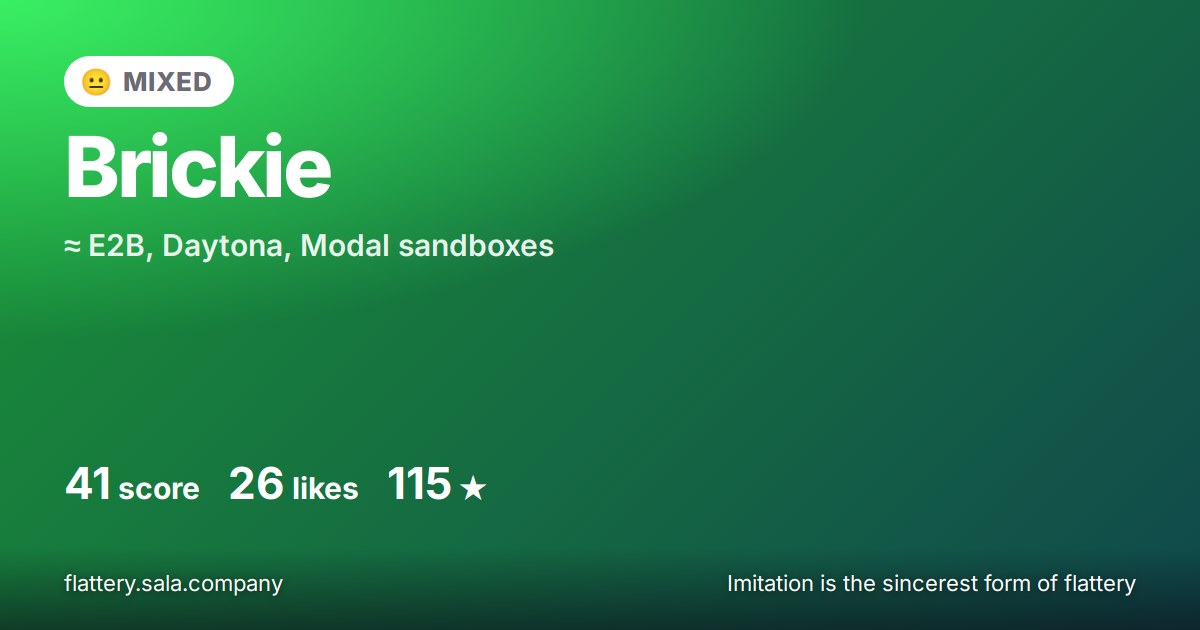 😐 MIXED
Brickie
≈ E2B, Daytona, Modal sandboxes
41 score 26 likes 115 ★
flattery.sala.company
Imitation is the sincerest form of flattery